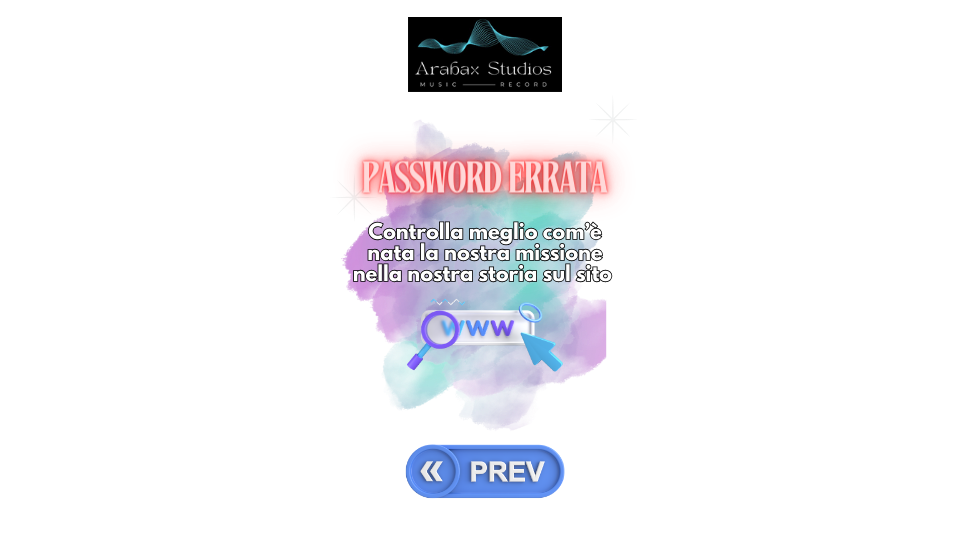 Arabax Studios
MUSIC RECORD
PASSWORD ERRATA
Controlla meglio com'è
nata la nostra missione
nella nostra storia sul sito
WWW
« PREV